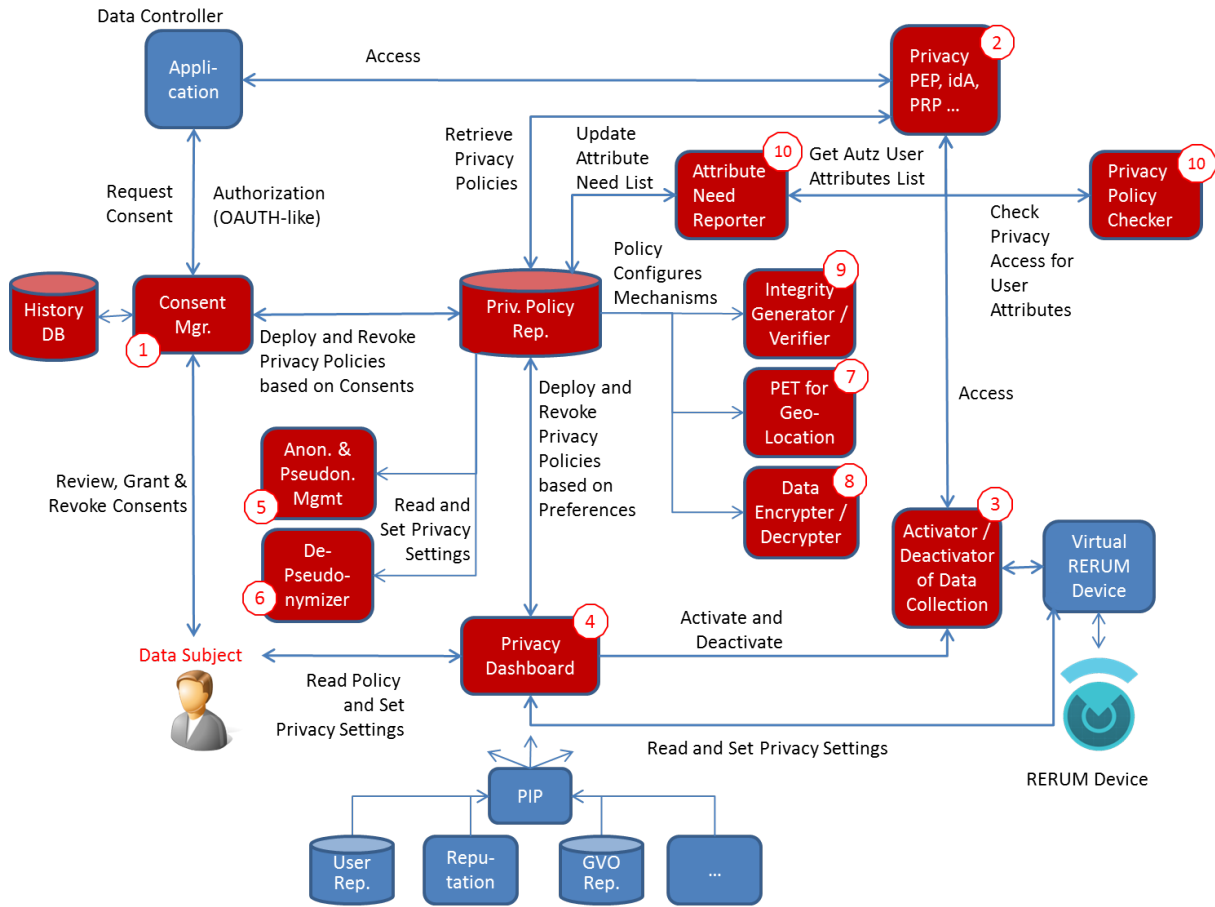 Data Controller
Appli-
cation
Access
2
Privacy
PEP, idA,
PRP ...
Retrieve
Privacy
Policies
Update
Attribute
Need List
10
Attribute
Need
Reporter
Get Autz User
Attributes List
10
Privacy
Policy
Checker
Request
Consent
Authorization
(OAUTH-like)
Check
Privacy
Access for
User
Attributes
Policy
Configures
Mechanisms
History
DB
Consent
Mgr.
1
Deploy and Revoke
Privacy Policies
based on Consents
Priv. Policy
Rep.
9
Integrity
Generator /
Verifier
7
PET for
Geo-
Location
8
Data
Encrypter /
Decrypter
Deploy and
Revoke
Privacy
Policies
based on
Preferences
Access
Review, Grant &
Revoke Consents
Anon. &
Pseudon.
Mgmt
5
Read and
Set Privacy
Settings
De-
Pseudo-
nymizer
6
3
Activator /
Deactivator
of Data
Collection
Virtual
RERUM
Device
Data Subject
4
Privacy
Dashboard
Activate and
Deactivate
Read Policy
and Set
Privacy Settings
Read and Set Privacy Settings
RERUM Device
PIP
User
Rep.
Repu-
tation
GVO
Rep.
...